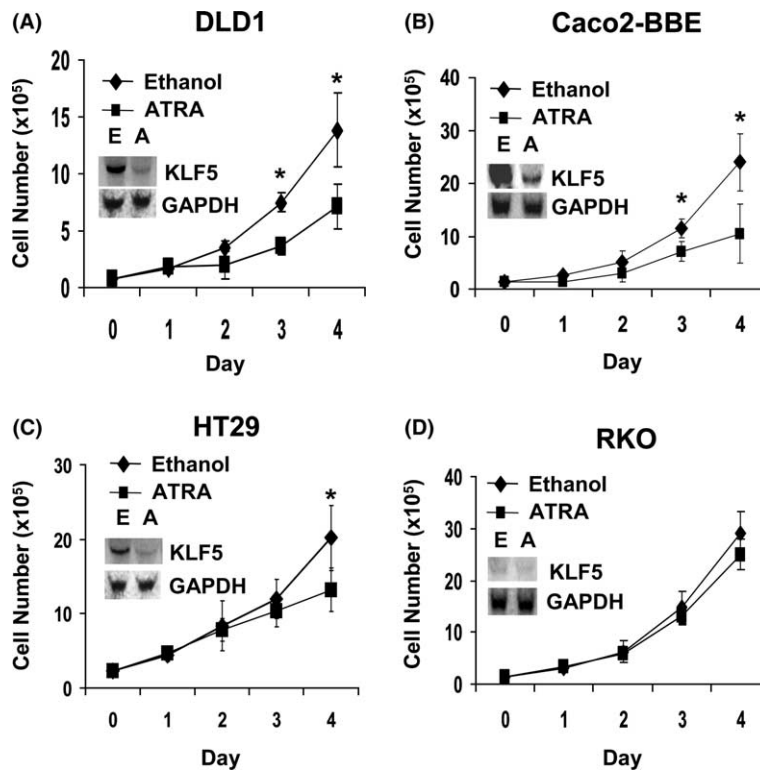 (A)
DLD1
Cell Number (x10⁵)
20
15
10
5
0
Ethanol
ATRA
E A
KLF5
GAPDH
*
*
0 1 2 3 4
Day
(B)
Caco2-BBE
Cell Number (x10⁵)
40
30
20
10
0
Ethanol
ATRA
E A
KLF5
GAPDH
*
*
0 1 2 3 4
Day
(C)
HT29
Cell Number (x10⁵)
30
20
10
0
Ethanol
ATRA
E A
KLF5
GAPDH
*
0 1 2 3 4
Day
(D)
RKO
Cell Number (x10⁵)
40
30
20
10
0
Ethanol
ATRA
E A
KLF5
GAPDH
0 1 2 3 4
Day